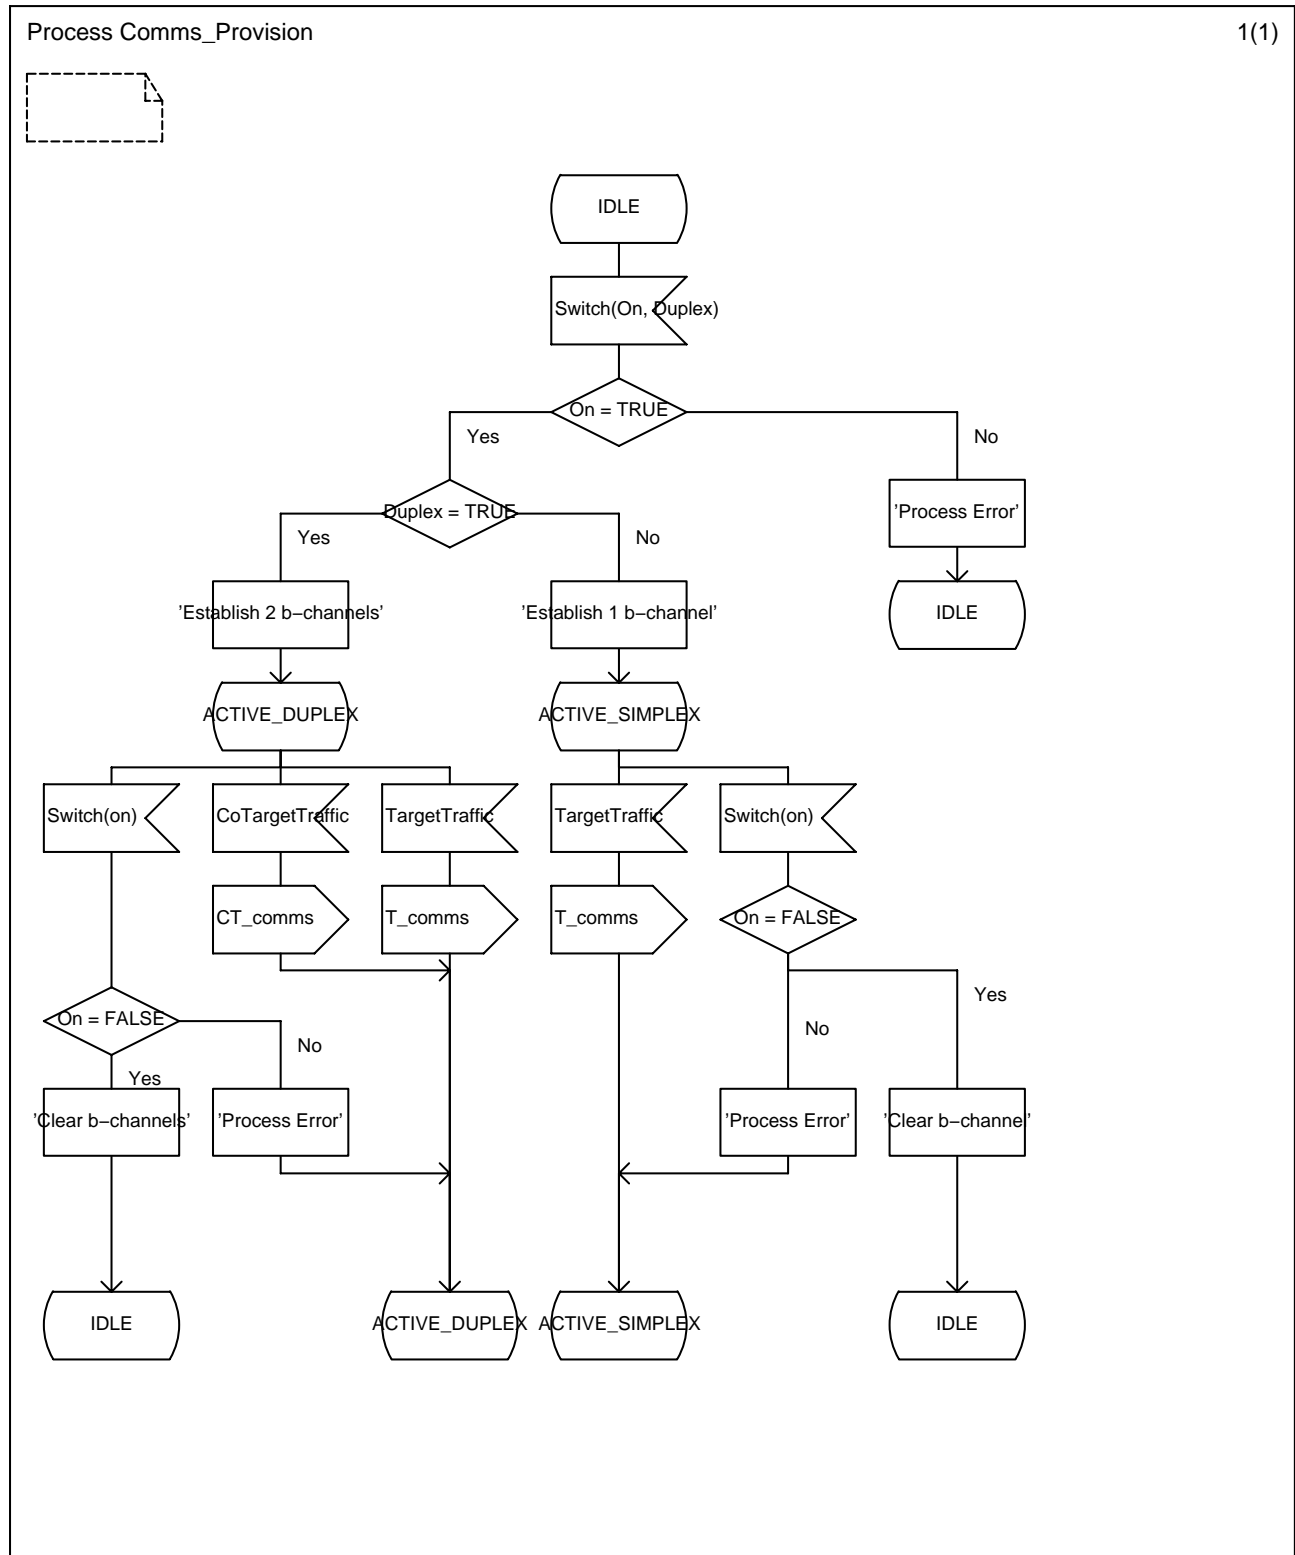 Process Comms_Provision
1(1)
IDLE
Switch(On, Duplex)
On = TRUE
Yes
No
Duplex = TRUE
'Process Error'
Yes
No
'Establish 2 b−channels'
'Establish 1 b−channel'
IDLE
ACTIVE_DUPLEX
ACTIVE_SIMPLEX
Switch(on)
CoTargetTraffic
TargetTraffic
TargetTraffic
Switch(on)
CT_comms
T_comms
T_comms
On = FALSE
Yes
On = FALSE
No
No
Yes
'Clear b−channels'
'Process Error'
'Process Error'
'Clear b−channel'
IDLE
ACTIVE_DUPLEX
ACTIVE_SIMPLEX
IDLE